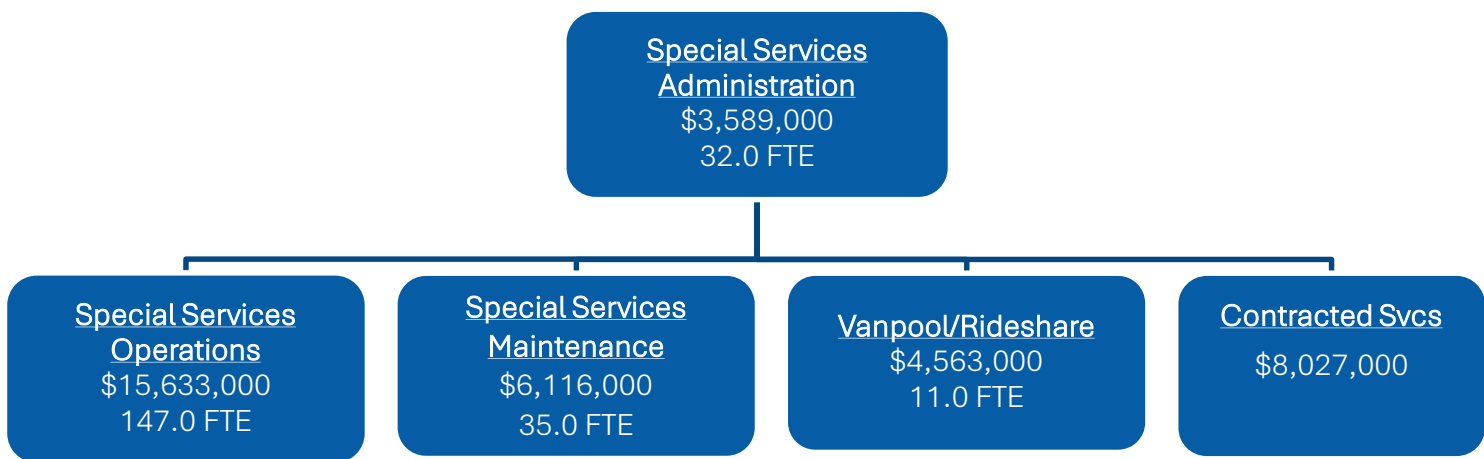 Special Services
Administration
$3,589,000
32.0 FTE
Special Services
Operations
$15,633,000
147.0 FTE
Special Services
Maintenance
$6,116,000
35.0 FTE
Vanpool/Rideshare
$4,563,000
11.0 FTE
Contracted Svcs
$8,027,000